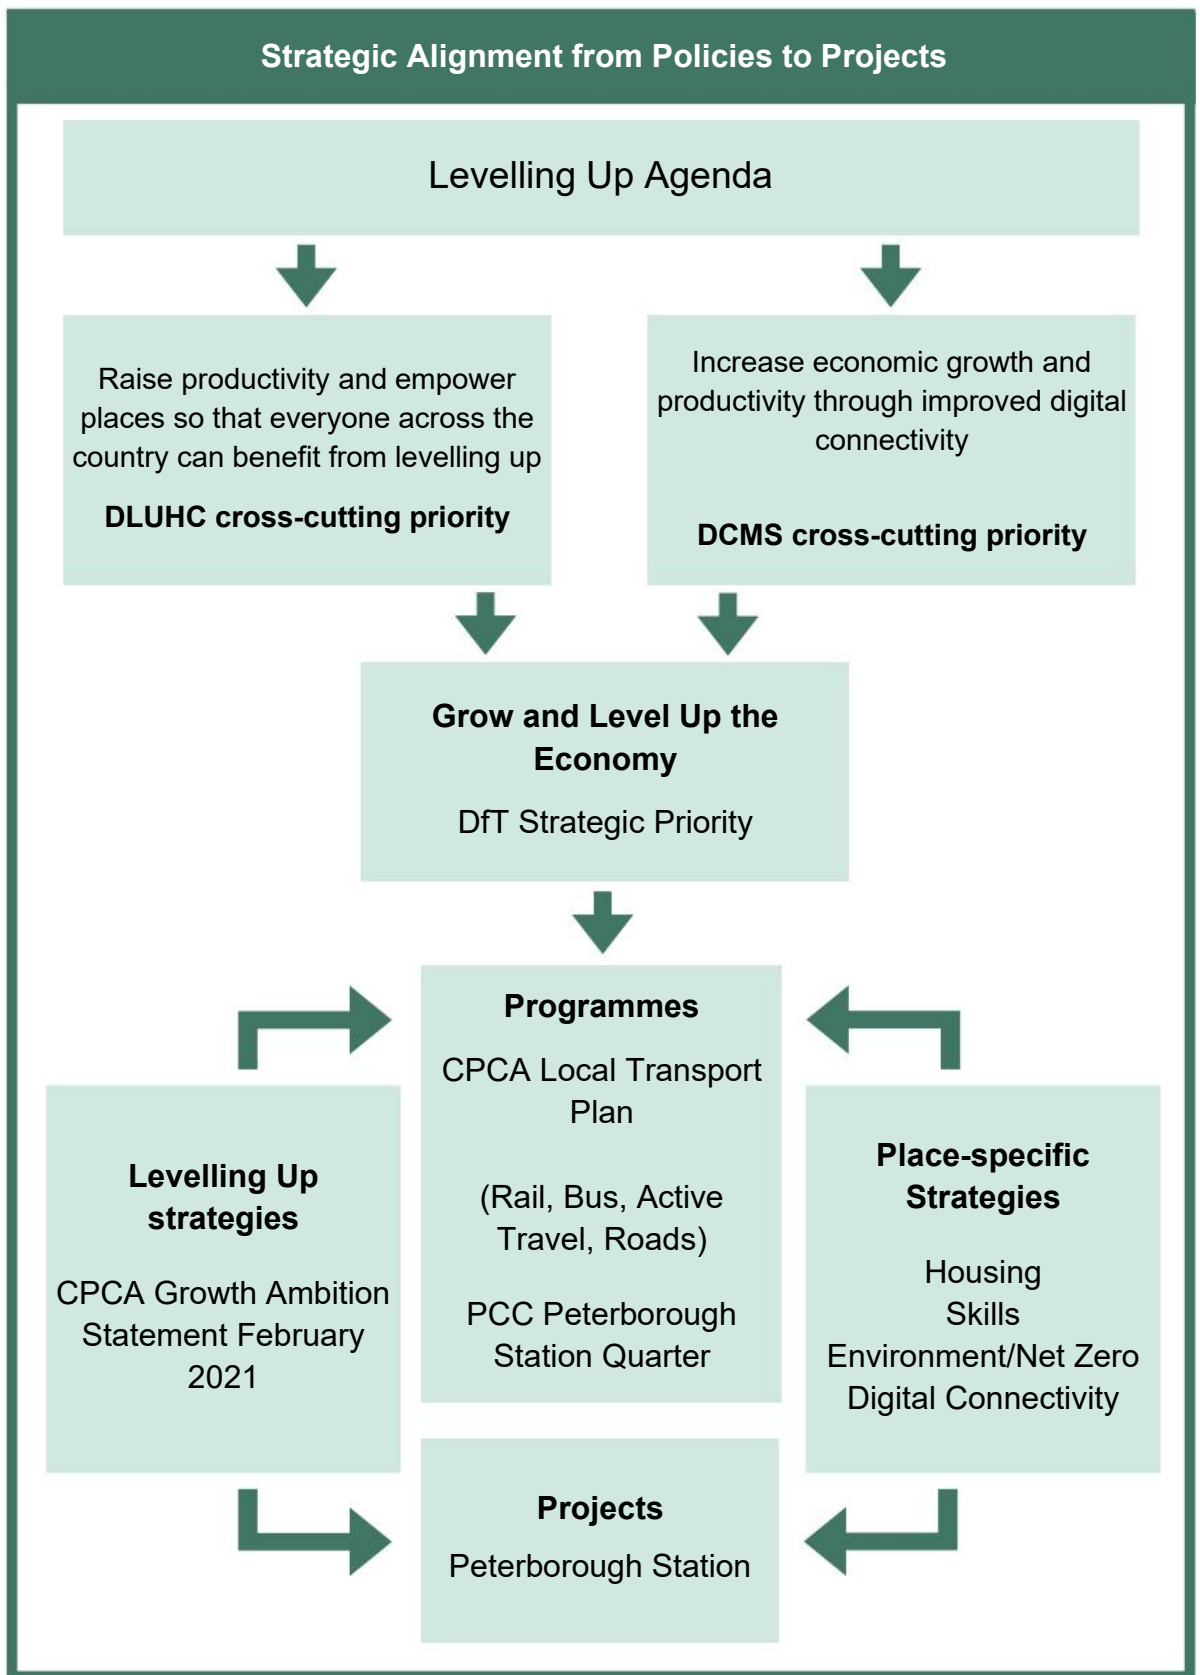 Strategic Alignment from Policies to Projects
Levelling Up Agenda
Raise productivity and empower
places so that everyone across the
country can benefit from levelling up
DLUHC cross-cutting priority
Increase economic growth and
productivity through improved digital
connectivity
DCMS cross-cutting priority
Grow and Level Up the
Economy
DfT Strategic Priority
Programmes
CPCA Local Transport
Plan
(Rail, Bus, Active
Travel, Roads)
PCC Peterborough
Station Quarter
Levelling Up
strategies
CPCA Growth Ambition
Statement February
2021
Place-specific
Strategies
Housing
Skills
Environment/Net Zero
Digital Connectivity
Projects
Peterborough Station